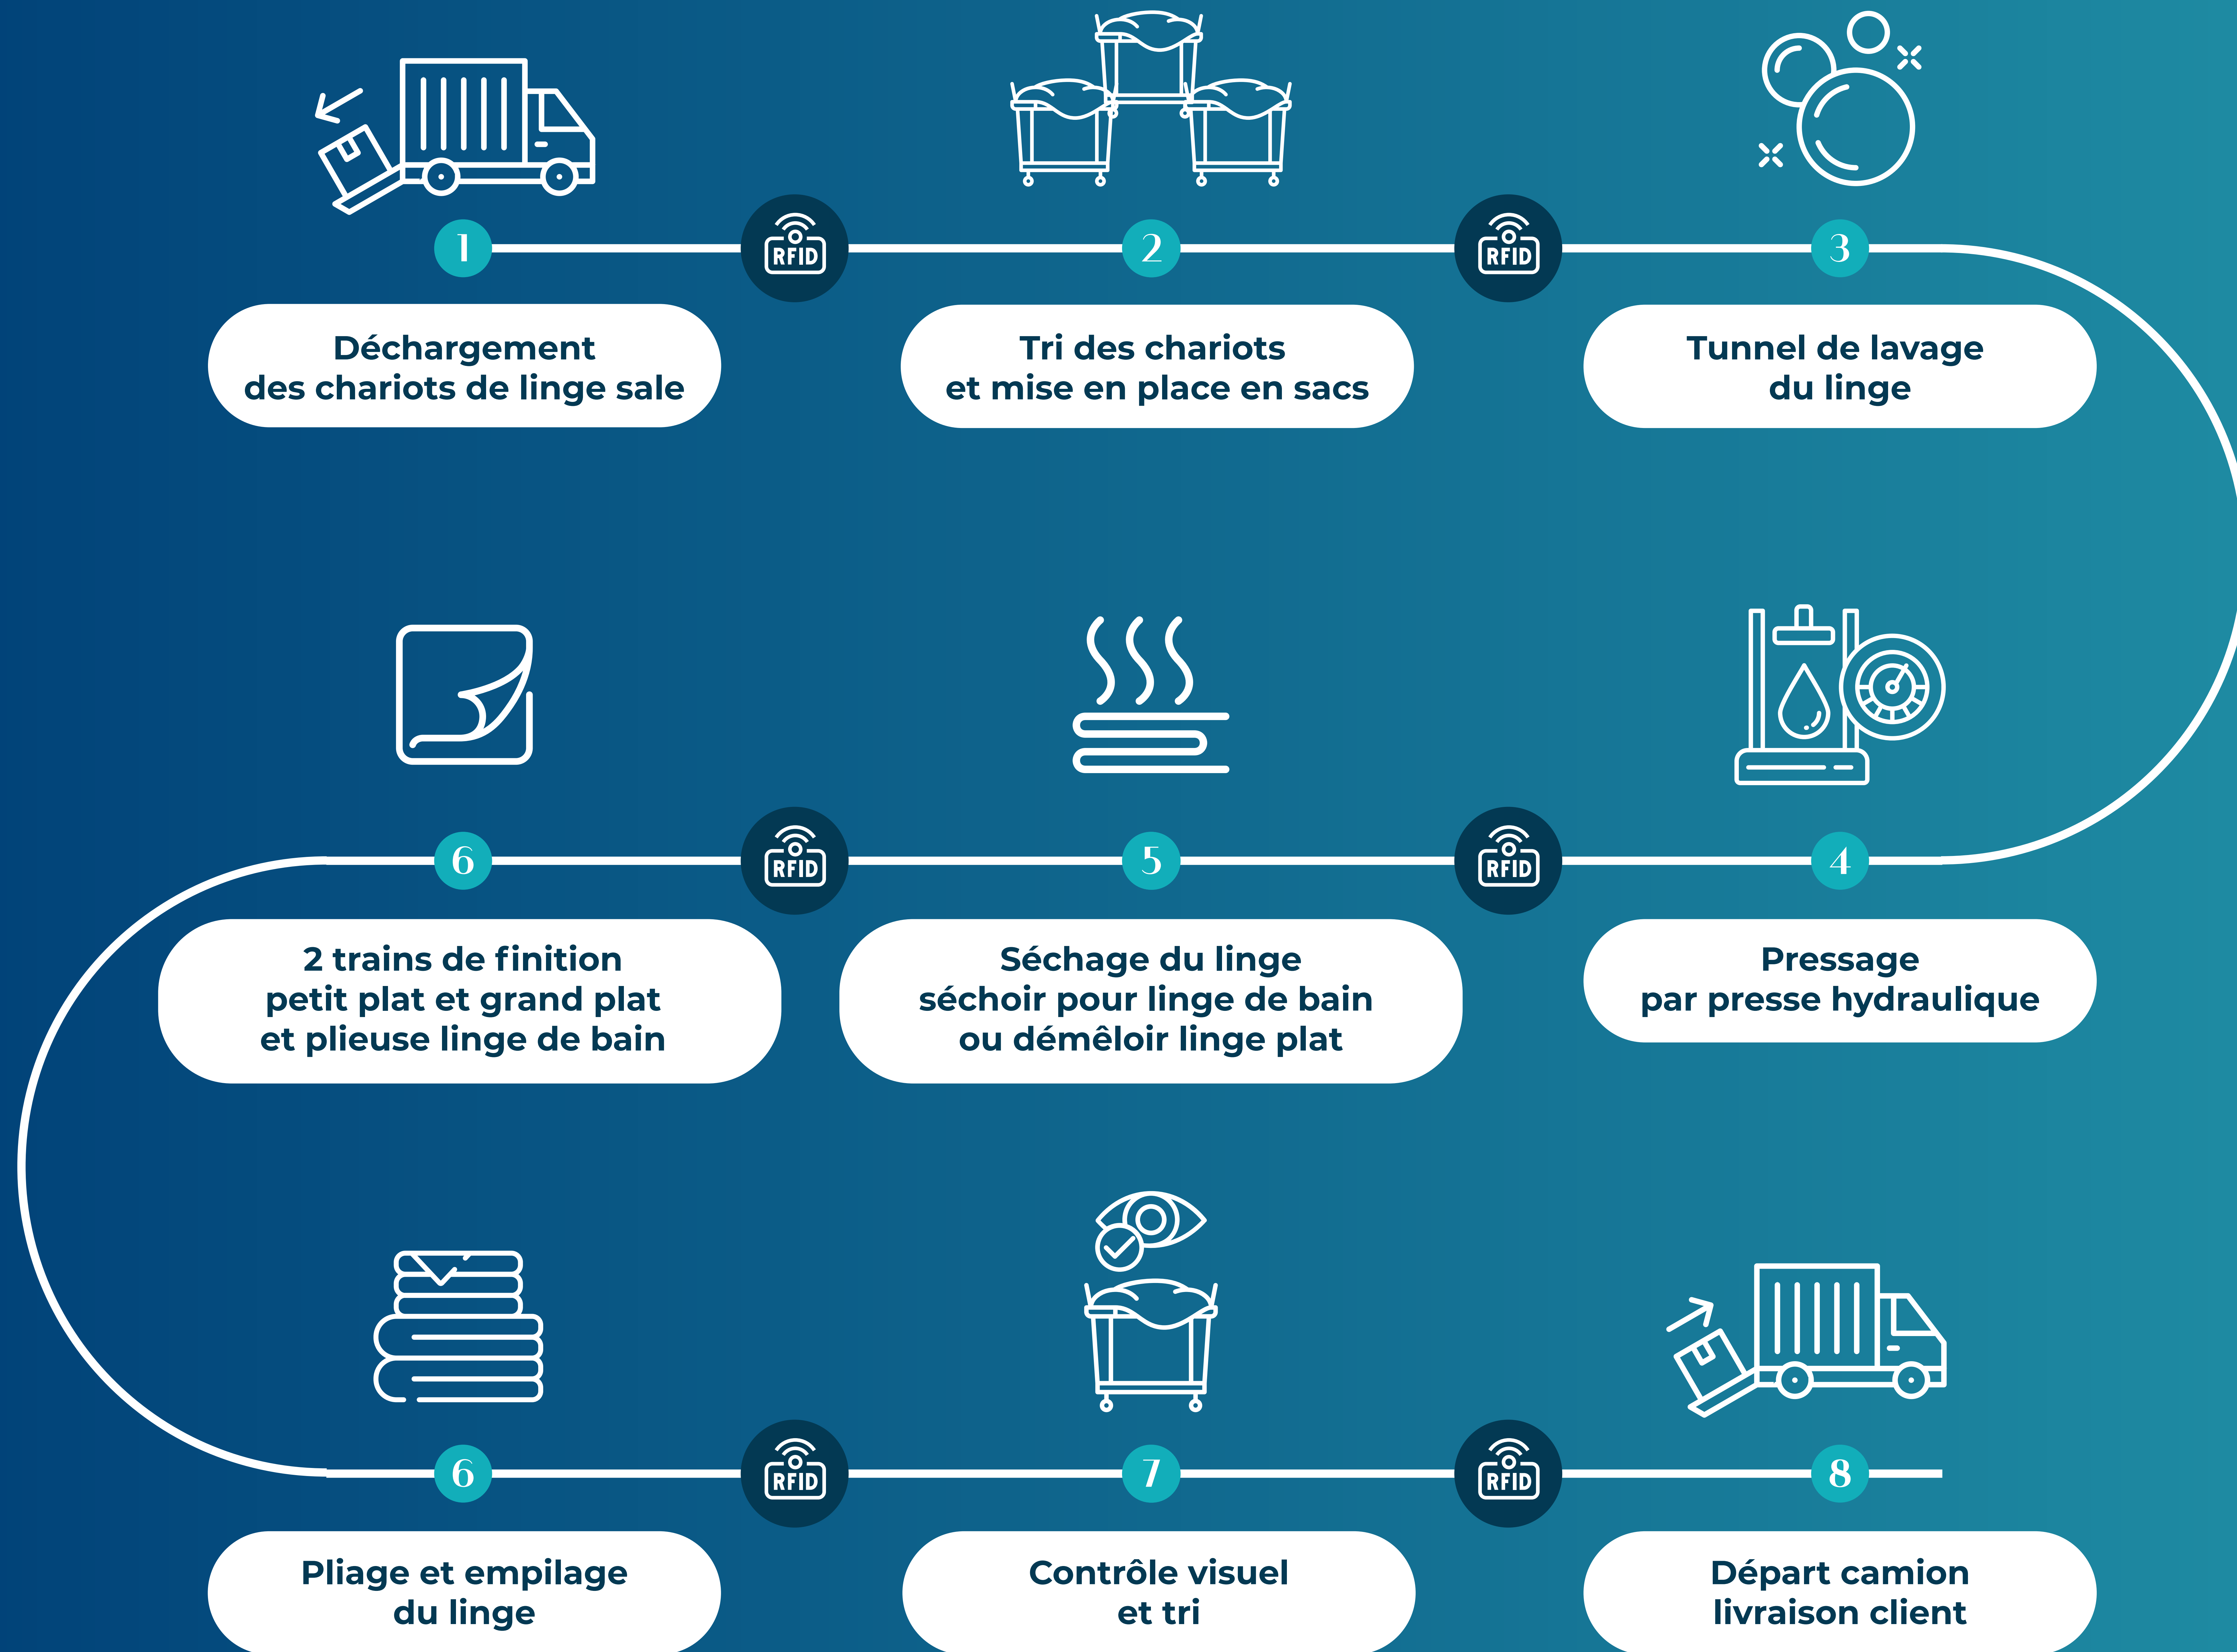 1
RFID
2
RFID
3
Déchargement
des chariots de linge sale
Tri des chariots
et mise en place en sacs
Tunnel de lavage
du linge
6
RFID
5
RFID
4
2 trains de finition
petit plat et grand plat
et plieuse linge de bain
Séchage du linge
séchoir pour linge de bain
ou démêloir linge plat
Pressage
par presse hydraulique
6
RFID
7
RFID
8
Pliage et empilage
du linge
Contrôle visuel
et tri
Départ camion
livraison client